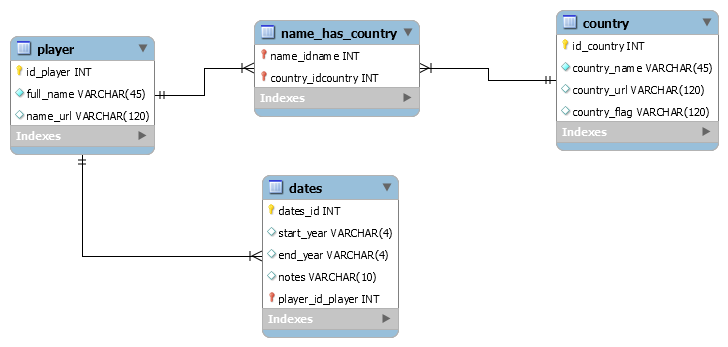 player
id_player INT
full_name VARCHAR(45)
name_url VARCHAR(120)
Indexes
name_has_country
name_idname INT
country_idcountry INT
Indexes
country
id_country INT
country_name VARCHAR(45)
country_url VARCHAR(120)
country_flag VARCHAR(120)
Indexes
dates
dates_id INT
start_year VARCHAR(4)
end_year VARCHAR(4)
notes VARCHAR(10)
player_id_player INT
Indexes